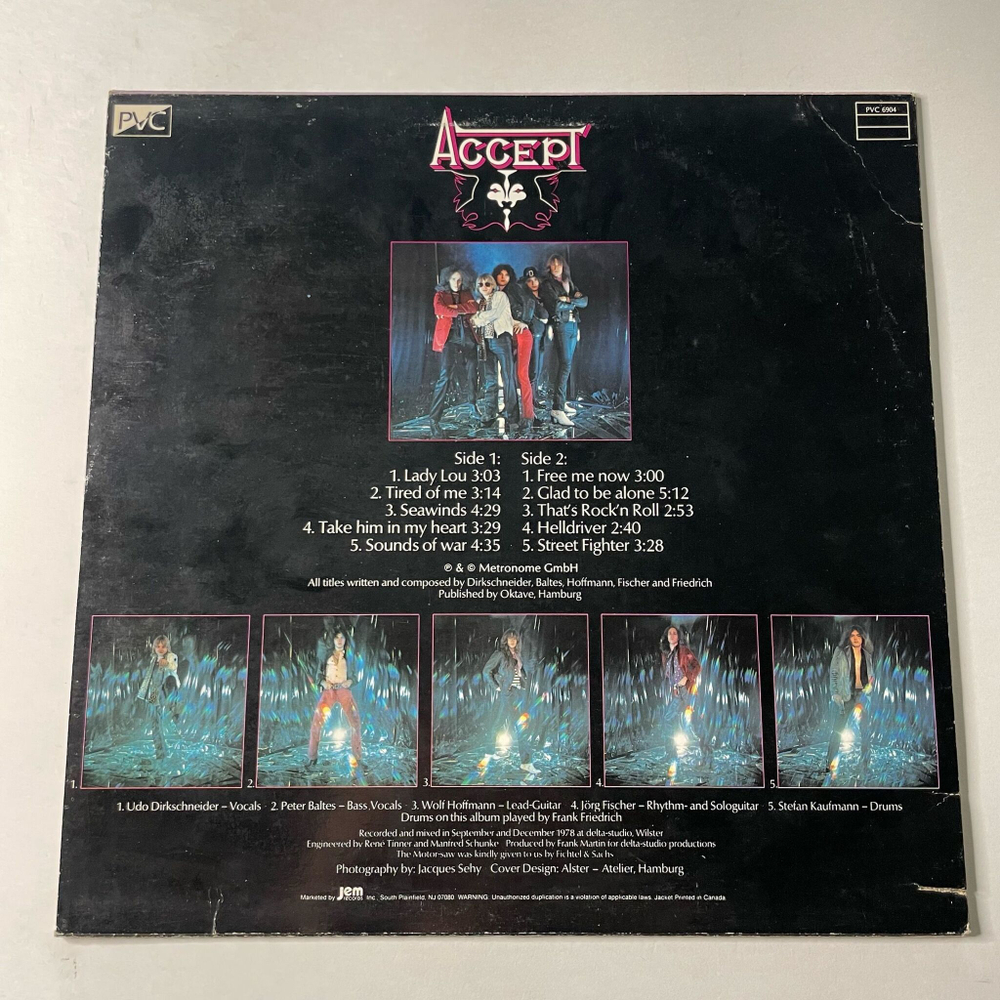 PVC
PVC 6904
ACCEPT
Side 1:
1. Lady Lou 3:03
2. Tired of me 3:14
3. Seawinds 4:29
4. Take him in my heart 3:29
5. Sounds of war 4:35
Side 2:
1. Free me now 3:00
2. Glad to be alone 5:12
3. That's Rock'n Roll 2:53
4. Helldriver 2:40
5. Street Fighter 3:28
℗ & © Metronome GmbH
All titles written and composed by Dirkschneider, Baltes, Hoffmann, Fischer and Friedrich
Published by Oktave, Hamburg
1.
2.
3.
4.
5.
1. Udo Dirkschneider – Vocals 2. Peter Baltes – Bass, Vocals 3. Wolf Hoffmann – Lead-Guitar 4. Jörg Fischer – Rhythm- and Sologuitar 5. Stefan Kaufmann – Drums
Drums on this album played by Frank Friedrich
Recorded and mixed in September and December 1978 at delta-studio, Wilster
Engineered by René Tinner and Manfred Schunke Produced by Frank Martin for delta-studio productions
The Motor-saw was kindly given to us by Fichtel & Sachs
Photography by: Jacques Sehy Cover Design: Alster – Atelier, Hamburg
Marketed by jem records Inc., South Plainfield, NJ 07080 WARNING: Unauthorized duplication is a violation of applicable laws. Jacket Printed in Canada